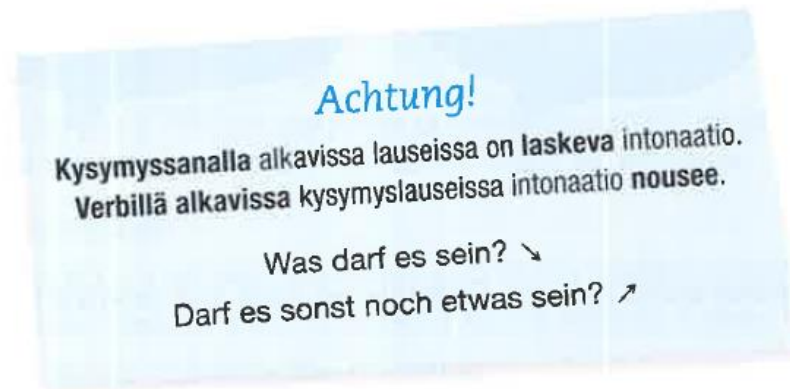 Achtung!
Kysymyssanalla alkavissa lauseissa on laskeva intonaatio.
Verbillä alkavissa kysymyslauseissa intonaatio nousee.
Was darf es sein? ↘
Darf es sonst noch etwas sein? ↗